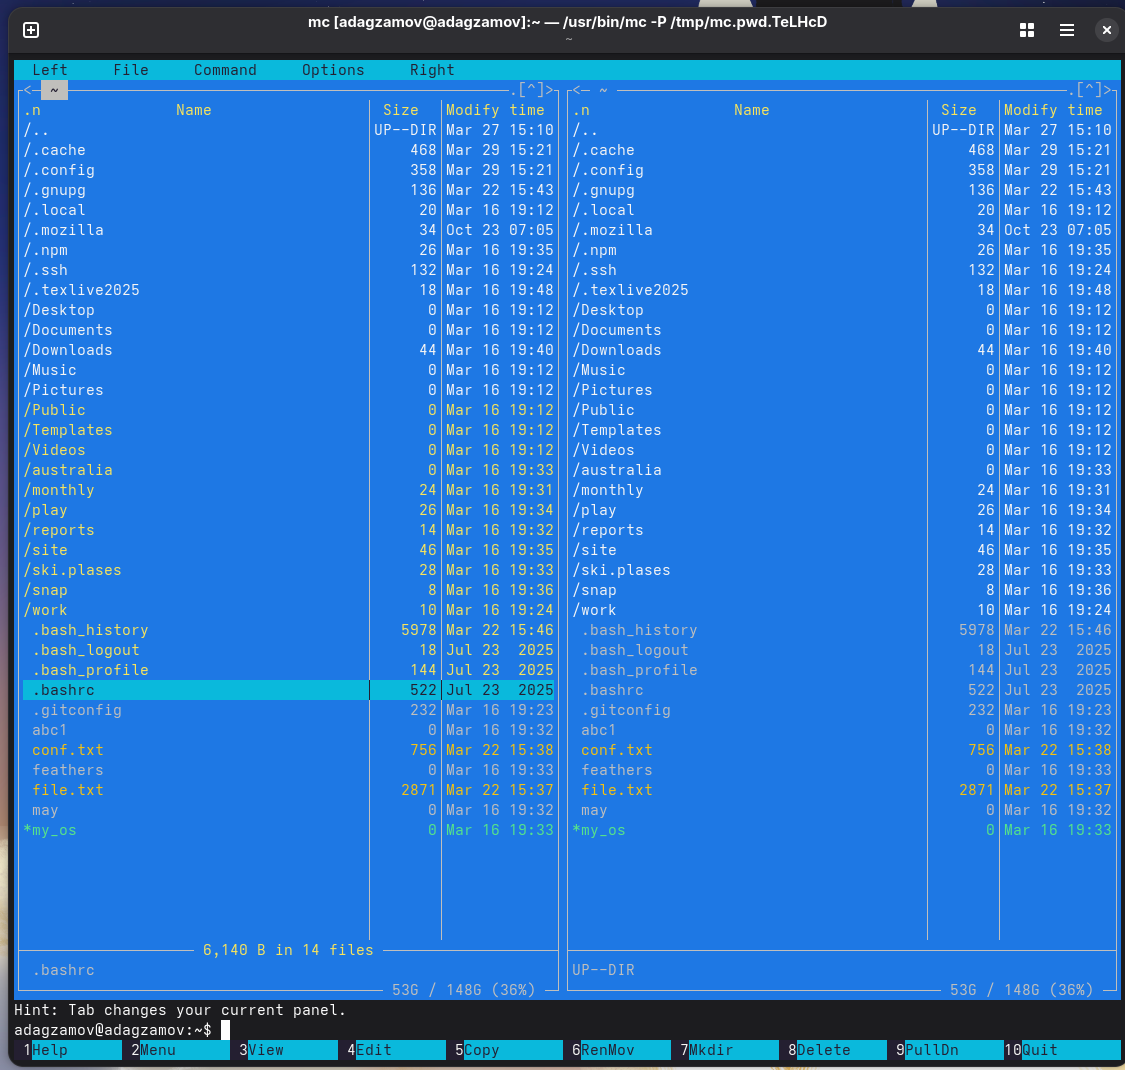 mc [adagzamov@adagzamov]:~ — /usr/bin/mc -P /tmp/mc.pwd.TeLHcD
~
Left File Command Options Right
<─ ~ ─.[^]>┐ ┌<─ ~ ─.[^]>┐
.n Name Size Modify time .n Name Size Modify time
/.. UP--DIR Mar 27 15:10 /.. UP--DIR Mar 27 15:10
/.cache 468 Mar 29 15:21 /.cache 468 Mar 29 15:21
/.config 358 Mar 29 15:21 /.config 358 Mar 29 15:21
/.gnupg 136 Mar 22 15:43 /.gnupg 136 Mar 22 15:43
/.local 20 Mar 16 19:12 /.local 20 Mar 16 19:12
/.mozilla 34 Oct 23 07:05 /.mozilla 34 Oct 23 07:05
/.npm 26 Mar 16 19:35 /.npm 26 Mar 16 19:35
/.ssh 132 Mar 16 19:24 /.ssh 132 Mar 16 19:24
/.texlive2025 18 Mar 16 19:48 /.texlive2025 18 Mar 16 19:48
/Desktop 0 Mar 16 19:12 /Desktop 0 Mar 16 19:12
/Documents 0 Mar 16 19:12 /Documents 0 Mar 16 19:12
/Downloads 44 Mar 16 19:40 /Downloads 44 Mar 16 19:40
/Music 0 Mar 16 19:12 /Music 0 Mar 16 19:12
/Pictures 0 Mar 16 19:12 /Pictures 0 Mar 16 19:12
/Public 0 Mar 16 19:12 /Public 0 Mar 16 19:12
/Templates 0 Mar 16 19:12 /Templates 0 Mar 16 19:12
/Videos 0 Mar 16 19:12 /Videos 0 Mar 16 19:12
/australia 0 Mar 16 19:33 /australia 0 Mar 16 19:33
/monthly 24 Mar 16 19:31 /monthly 24 Mar 16 19:31
/play 26 Mar 16 19:34 /play 26 Mar 16 19:34
/reports 14 Mar 16 19:32 /reports 14 Mar 16 19:32
/site 46 Mar 16 19:35 /site 46 Mar 16 19:35
/ski.plases 28 Mar 16 19:33 /ski.plases 28 Mar 16 19:33
/snap 8 Mar 16 19:36 /snap 8 Mar 16 19:36
/work 10 Mar 16 19:24 /work 10 Mar 16 19:24
.bash_history 5978 Mar 22 15:46 .bash_history 5978 Mar 22 15:46
.bash_logout 18 Jul 23 2025 .bash_logout 18 Jul 23 2025
.bash_profile 144 Jul 23 2025 .bash_profile 144 Jul 23 2025
.bashrc 522 Jul 23 2025 .bashrc 522 Jul 23 2025
.gitconfig 232 Mar 16 19:23 .gitconfig 232 Mar 16 19:23
abc1 0 Mar 16 19:32 abc1 0 Mar 16 19:32
conf.txt 756 Mar 22 15:38 conf.txt 756 Mar 22 15:38
feathers 0 Mar 16 19:33 feathers 0 Mar 16 19:33
file.txt 2871 Mar 22 15:37 file.txt 2871 Mar 22 15:37
may 0 Mar 16 19:32 may 0 Mar 16 19:32
*my_os 0 Mar 16 19:33 *my_os 0 Mar 16 19:33
6,140 B in 14 files
.bashrc UP--DIR
53G / 148G (36%) 53G / 148G (36%)
Hint: Tab changes your current panel.
adagzamov@adagzamov:~$
1Help 2Menu 3View 4Edit 5Copy 6RenMov 7Mkdir 8Delete 9PullDn 10Quit